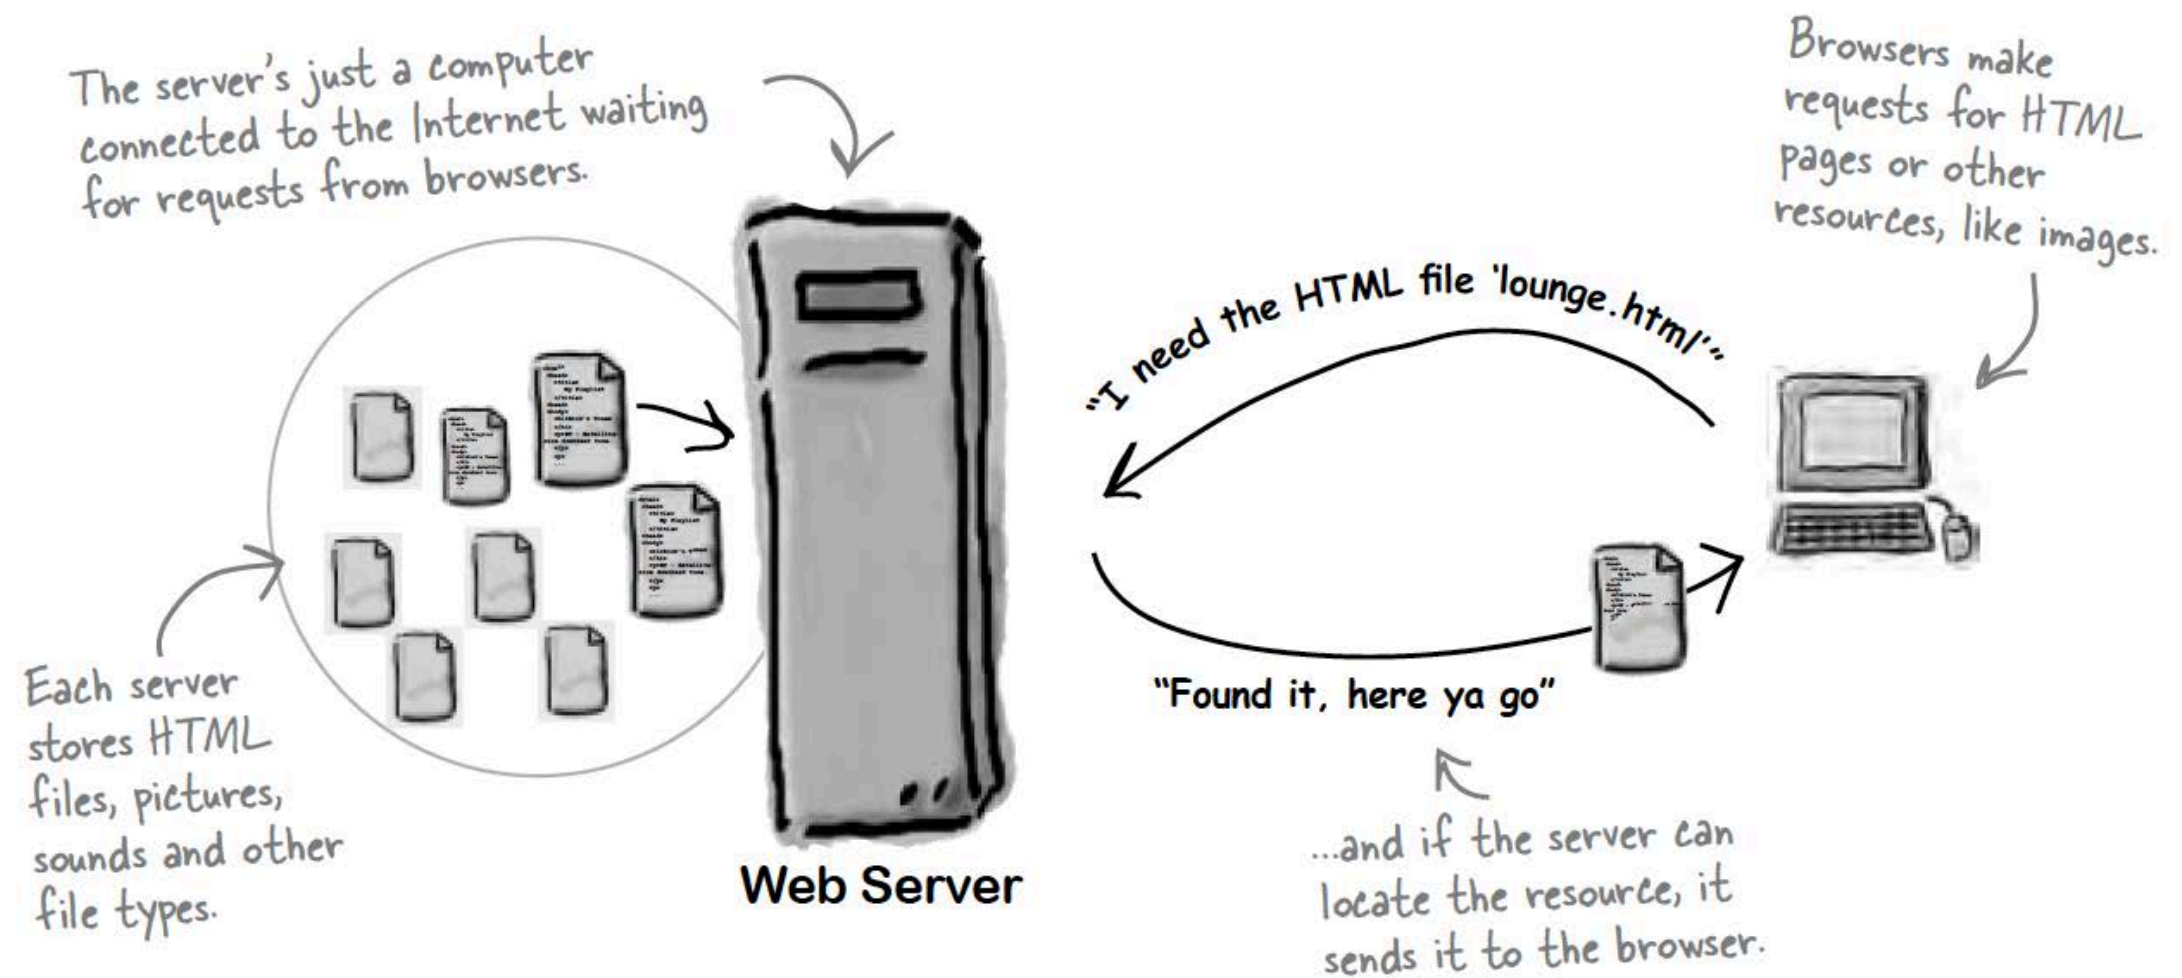 The server's just a computer
connected to the Internet waiting
for requests from browsers.
Browsers make
requests for HTML
pages or other
resources, like images.
"I need the HTML file 'lounge.html'"
"Found it, here ya go"
Each server
stores HTML
files, pictures,
sounds and other
file types.
Web Server
...and if the server can
locate the resource, it
sends it to the browser.